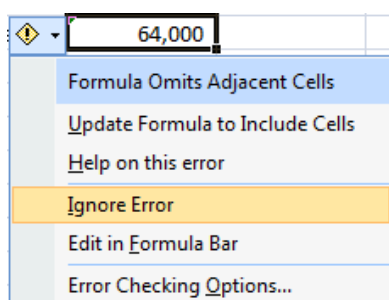 64,000
Formula Omits Adjacent Cells
Update Formula to Include Cells
Help on this error
Ignore Error
Edit in Formula Bar
Error Checking Options...